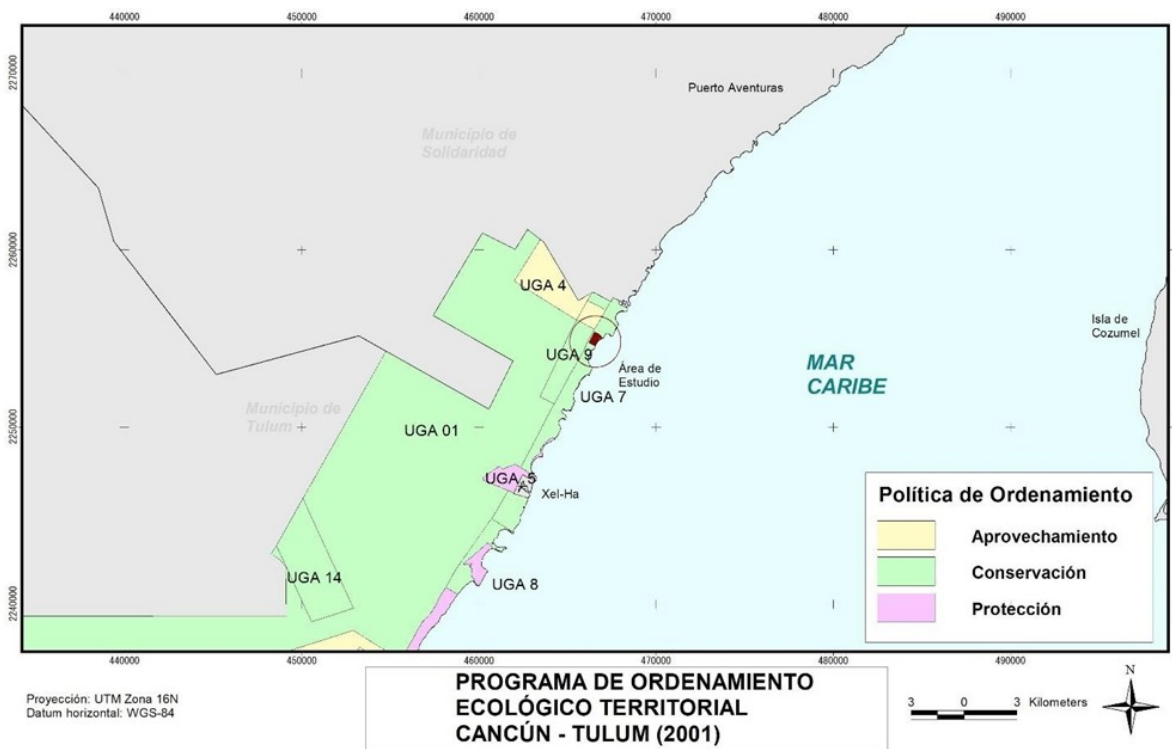 440000 450000 460000 470000 480000 490000
2270000
2260000
2250000
2240000
Puerto Aventuras
Municipio de
Solidaridad
UGA 4
Isla de
Cozumel
UGA 9
Área de
Estudio
MAR
CARIBE
UGA 7
Municipio de
Tulum
UGA 01
UGA 5
Xel-Ha
UGA 14
UGA 8
Política de Ordenamiento
Aprovechamiento
Conservación
Protección
440000 450000 460000 470000 480000 490000
Proyección: UTM Zona 16N
Datum horizontal: WGS-84
PROGRAMA DE ORDENAMIENTO
ECOLÓGICO TERRITORIAL
CANCÚN - TULUM (2001)
3 0 3 Kilometers
N